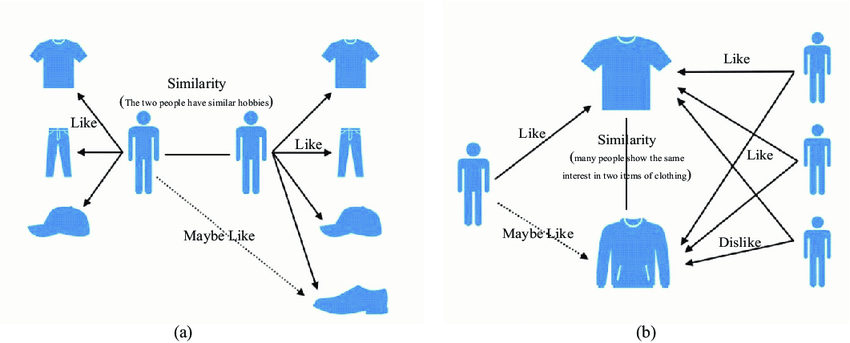 Similarity
(The two people have similar hobbies)
Like
Like
Maybe Like
(a)
Like
Like
Similarity
(many people show the same
interest in two items of clothing)
Like
Maybe Like
Dislike
(b)